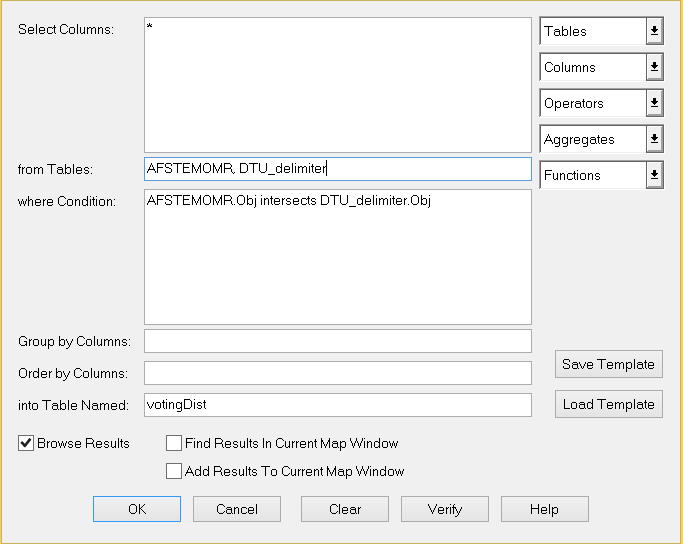 Select Columns:
*
Tables
Columns
Operators
Aggregates
from Tables:
AFSTEMOMR, DTU_delimiter
Functions
where Condition:
AFSTEMOMR.Obj intersects DTU_delimiter.Obj
Group by Columns:
Order by Columns:
Save Template
into Table Named:
votingDist
Load Template
Browse Results
Find Results In Current Map Window
Add Results To Current Map Window
OK
Cancel
Clear
Verify
Help